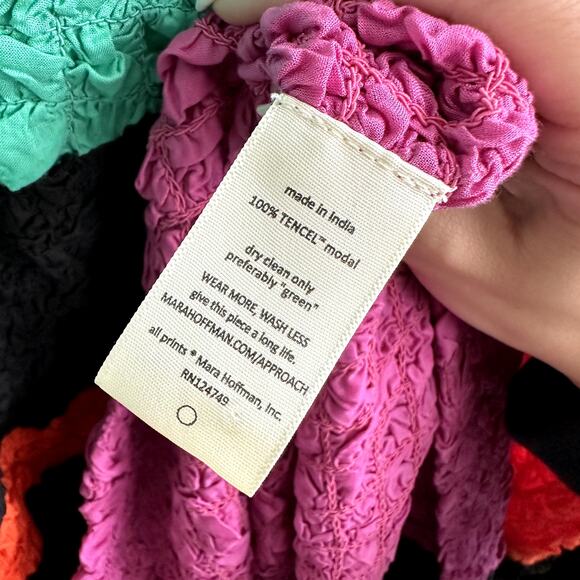 made in India
100% TENCEL™ modal
dry clean only
preferably "green"
WEAR MORE, WASH LESS
give this piece a long life.
MARAHOFFMAN.COM/APPROACH
all prints * Mara Hoffman, Inc.
RN124749